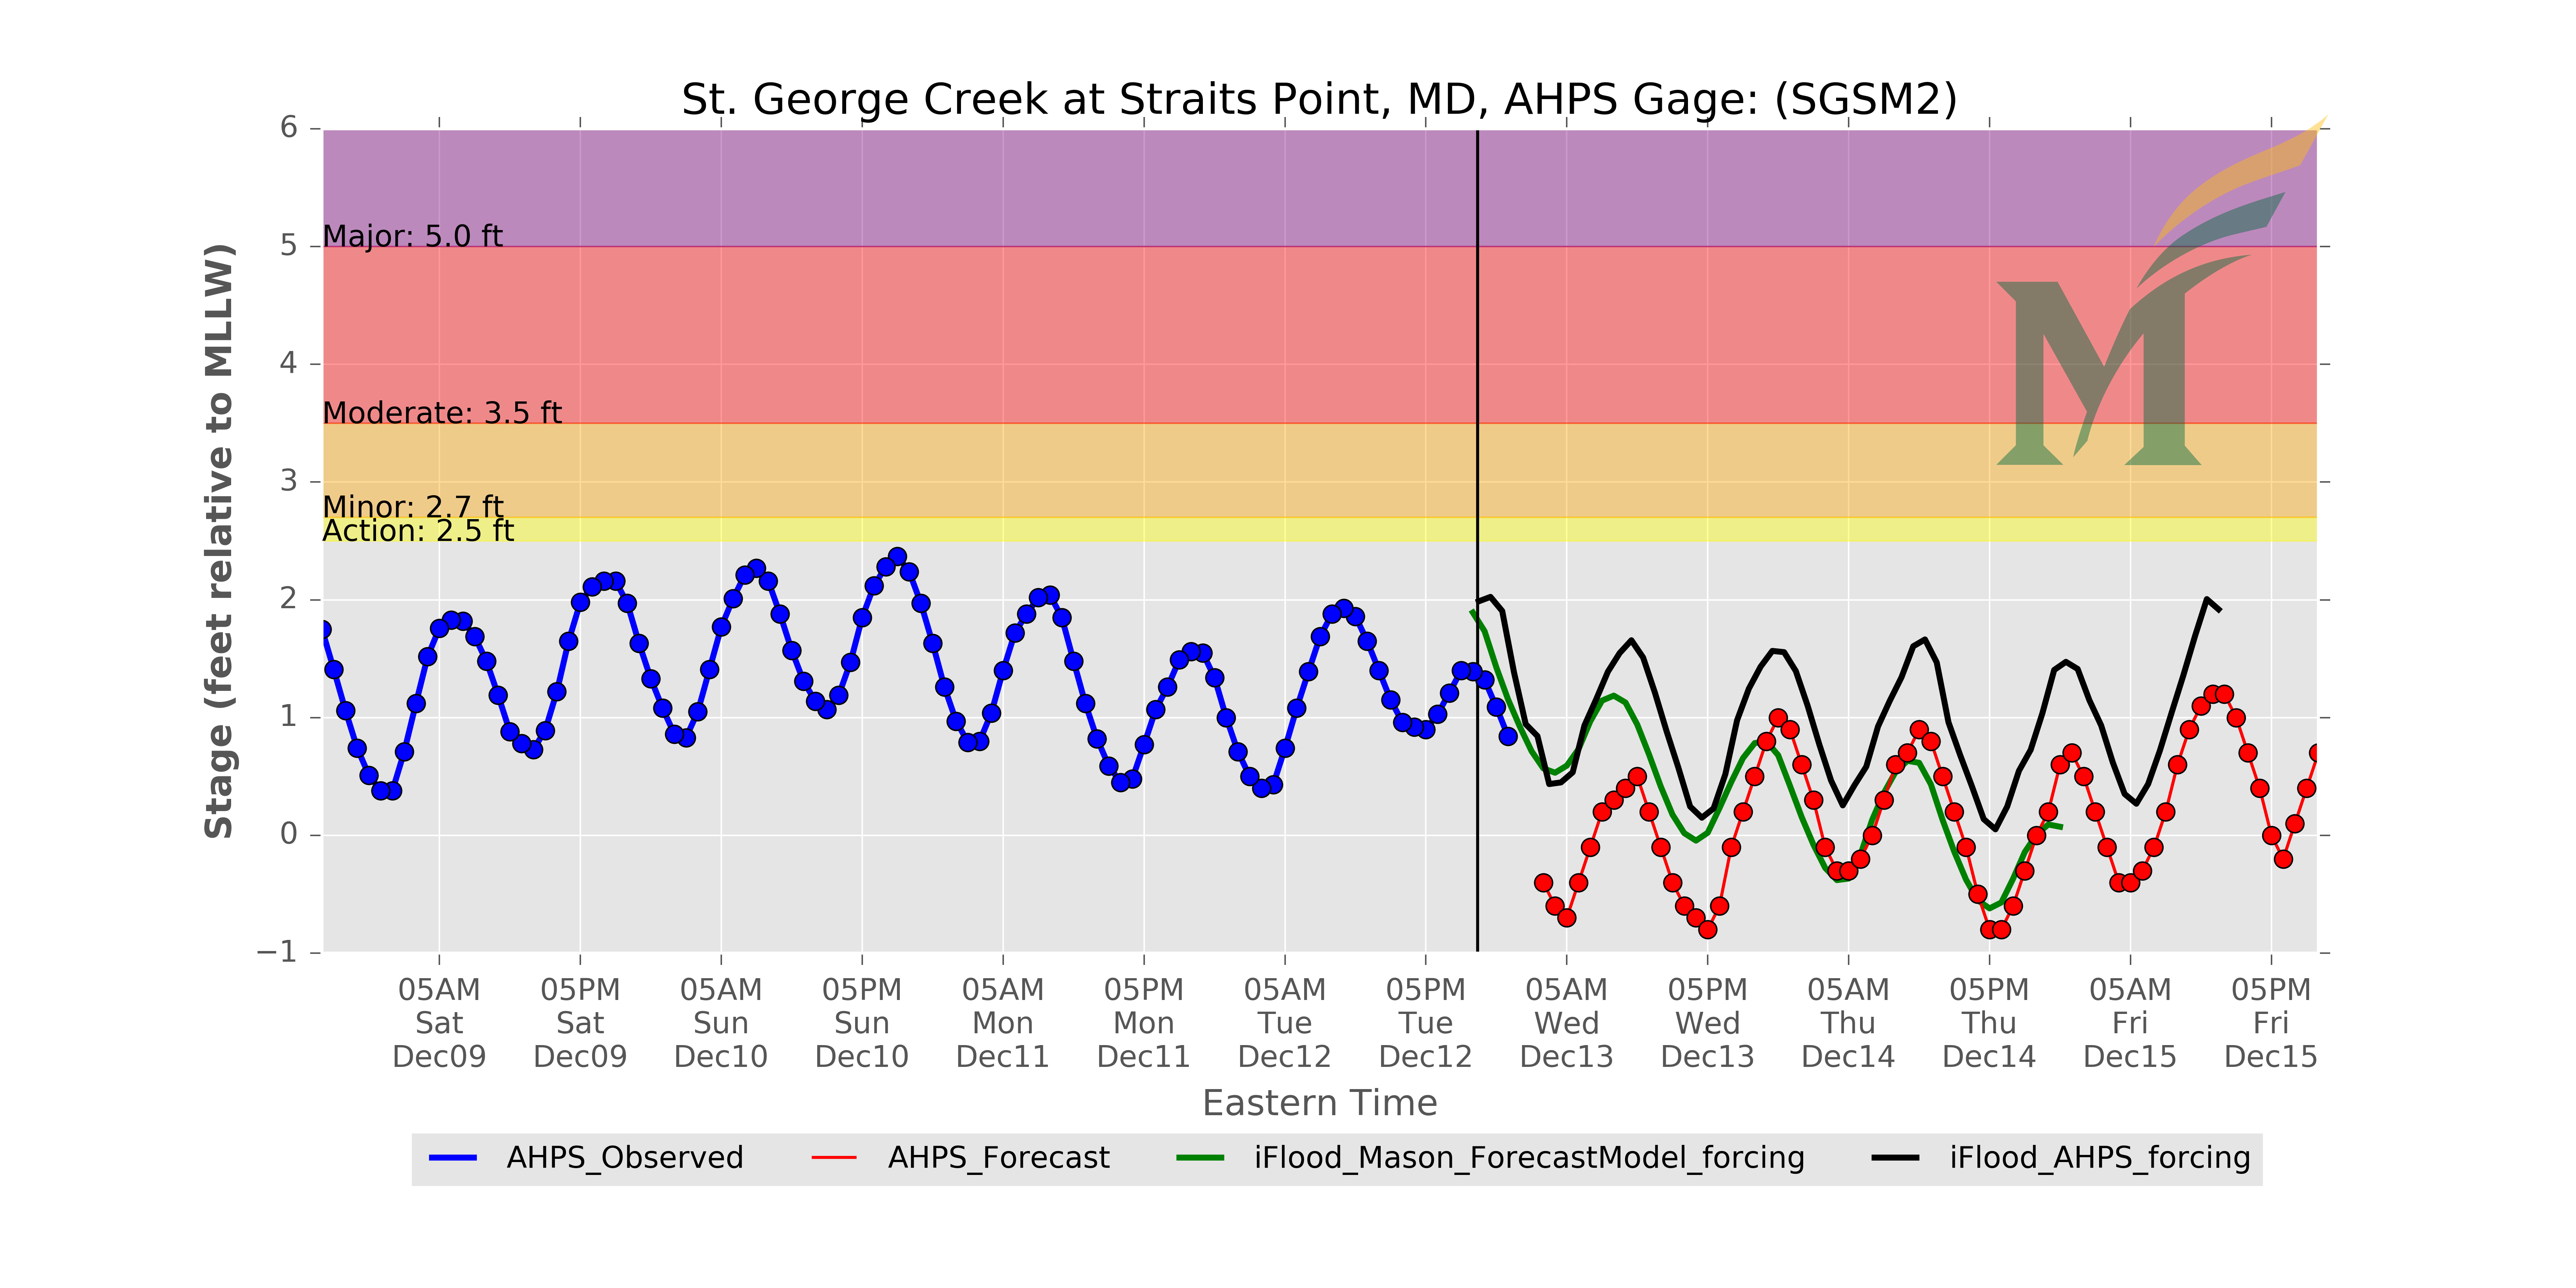 St. George Creek at Straits Point, MD, AHPS Gage: (SGSM2)
Stage (feet relative to MLLW)
6
5
4
3
2
1
0
−1
Major: 5.0 ft
Moderate: 3.5 ft
Minor: 2.7 ft
Action: 2.5 ft
M
05AM 05PM 05AM 05PM 05AM 05PM 05AM 05PM 05AM 05PM 05AM 05PM 05AM 05PM
Sat Sat Sun Sun Mon Mon Tue Tue Wed Wed Thu Thu Fri Fri
Dec09 Dec09 Dec10 Dec10 Dec11 Dec11 Dec12 Dec12 Dec13 Dec13 Dec14 Dec14 Dec15 Dec15
Eastern Time
AHPS_Observed AHPS_Forecast iFlood_Mason_ForecastModel_forcing iFlood_AHPS_forcing